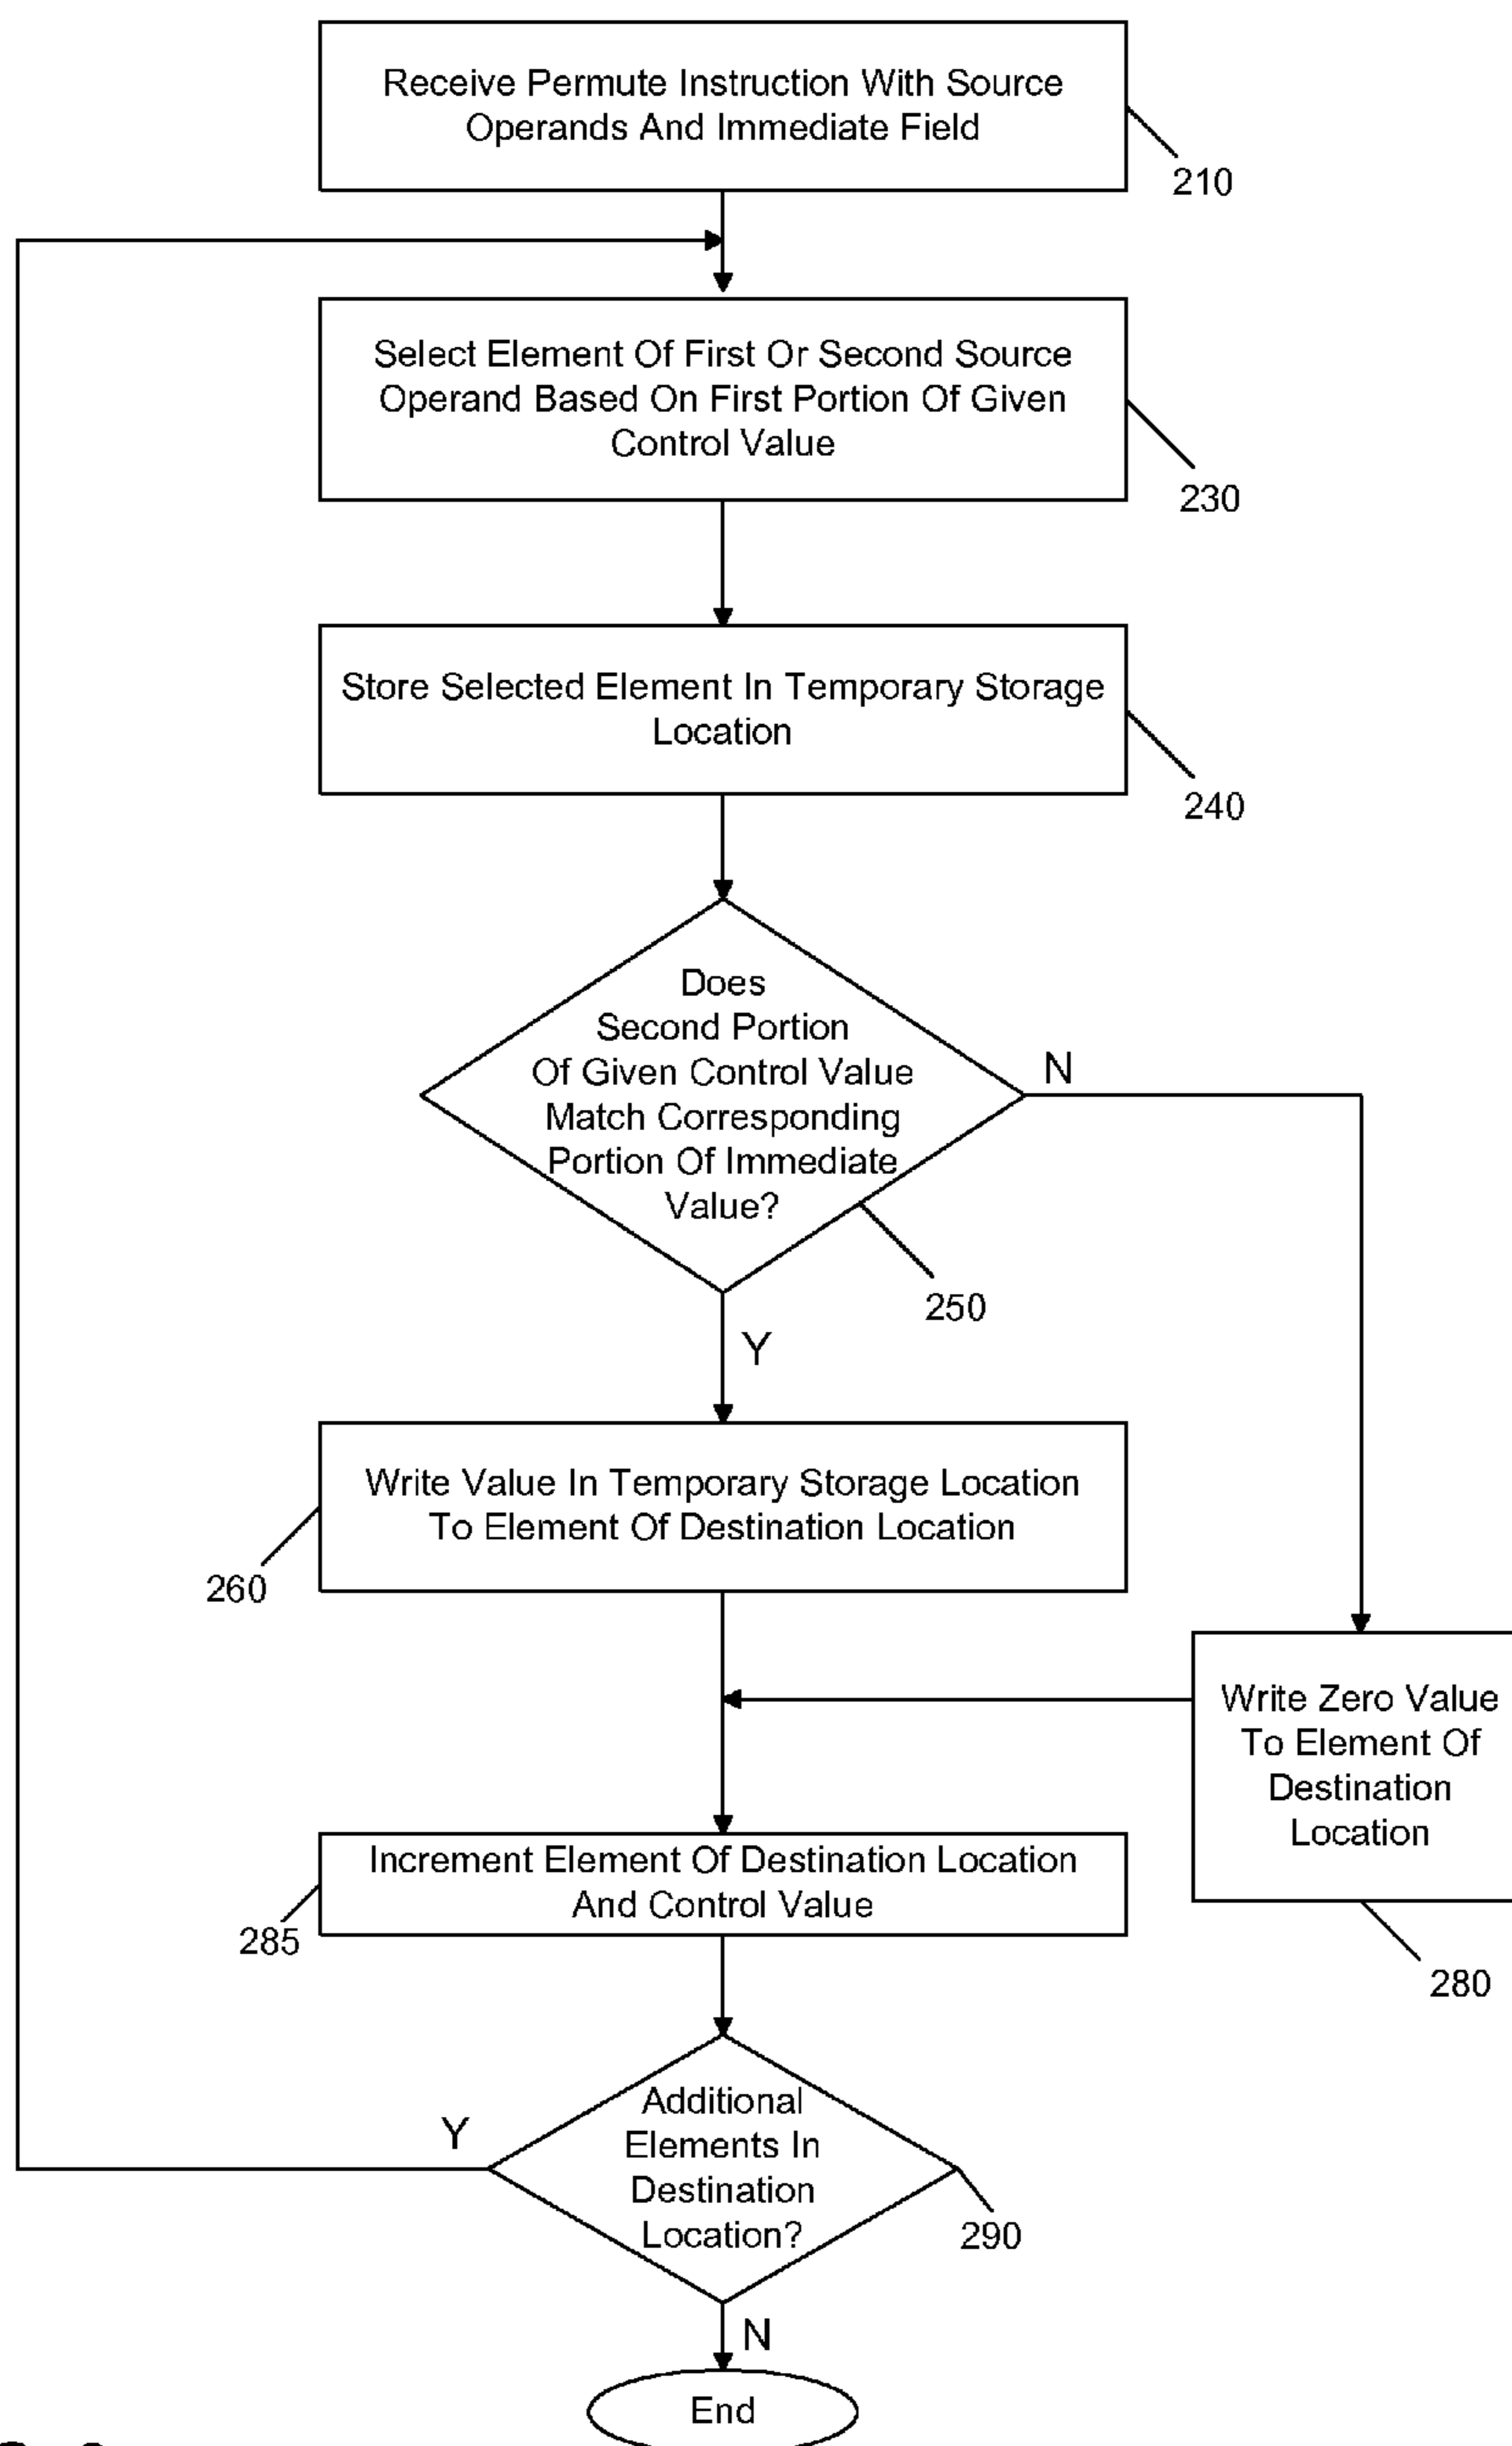 Receive Permute Instruction With Source
Operands And Immediate Field
210
Select Element Of First Or Second Source
Operand Based On First Portion Of Given
Control Value
230
Store Selected Element In Temporary Storage
Location
240
Does
Second Portion
Of Given Control Value
Match Corresponding
Portion Of Immediate
Value?
N
250
Y
Write Value In Temporary Storage Location
To Element Of Destination Location
260
Write Zero Value
To Element Of
Destination
Location
280
Increment Element Of Destination Location
And Control Value
285
Additional
Elements In
Destination
Location?
Y
290
N
End